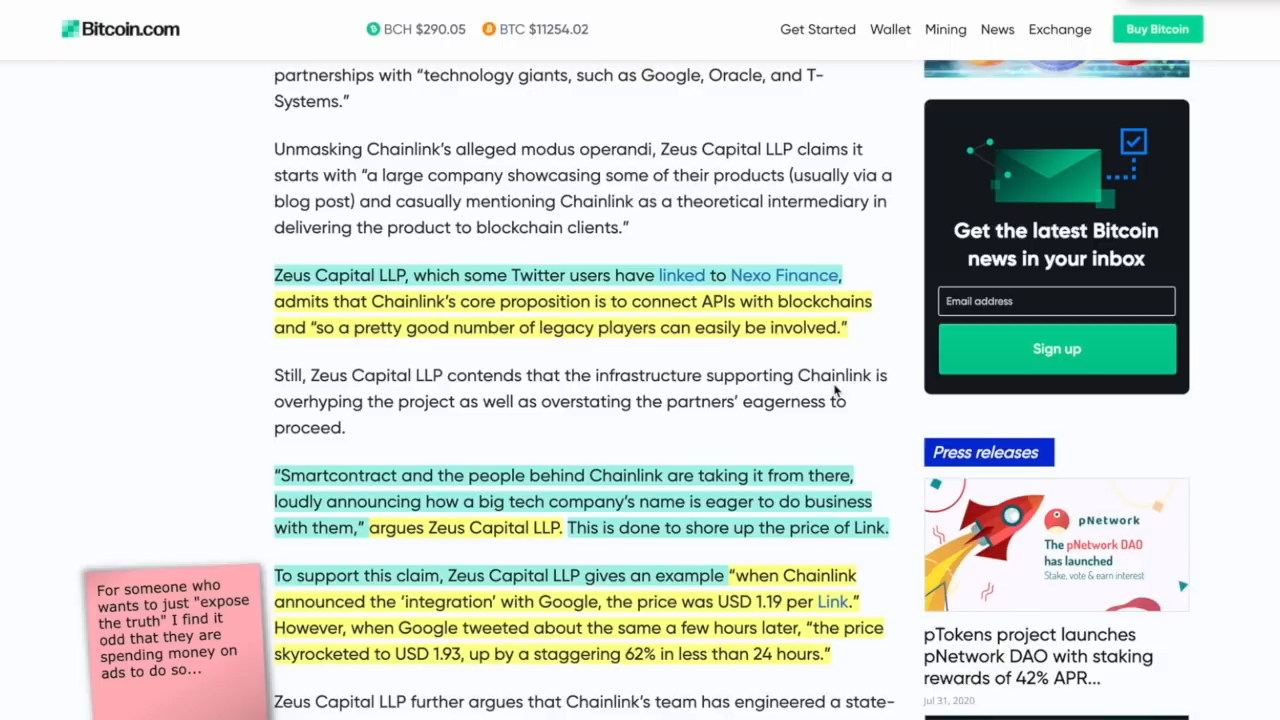 Bitcoin.com
BCH $290.05 BTC $11254.02
Get Started Wallet Mining News Exchange Buy Bitcoin
partnerships with “technology giants, such as Google, Oracle, and T-
Systems.”
Unmasking Chainlink’s alleged modus operandi, Zeus Capital LLP claims it
starts with “a large company showcasing some of their products (usually via a
blog post) and casually mentioning Chainlink as a theoretical intermediary in
delivering the product to blockchain clients.”
Zeus Capital LLP, which some Twitter users have linked to Nexo Finance,
admits that Chainlink’s core proposition is to connect APIs with blockchains
and “so a pretty good number of legacy players can easily be involved.”
Still, Zeus Capital LLP contends that the infrastructure supporting Chainlink is
overhyping the project as well as overstating the partners’ eagerness to
proceed.
“Smartcontract and the people behind Chainlink are taking it from there,
loudly announcing how a big tech company’s name is eager to do business
with them,” argues Zeus Capital LLP. This is done to shore up the price of Link.
To support this claim, Zeus Capital LLP gives an example “when Chainlink
announced the ‘integration’ with Google, the price was USD 1.19 per Link.”
However, when Google tweeted about the same a few hours later, “the price
skyrocketed to USD 1.93, up by a staggering 62% in less than 24 hours.”
Zeus Capital LLP further argues that Chainlink’s team has engineered a state-
For someone who
wants to just "expose
the truth" I find it
odd that they are
spending money on
ads to do so...
Get the latest Bitcoin
news in your inbox
Email address
Sign up
Press releases
pNetwork
The pNetwork DAO
has launched
Stake, vote & earn interest
pTokens project launches
pNetwork DAO with staking
rewards of 42% APR...
Jul 31, 2020